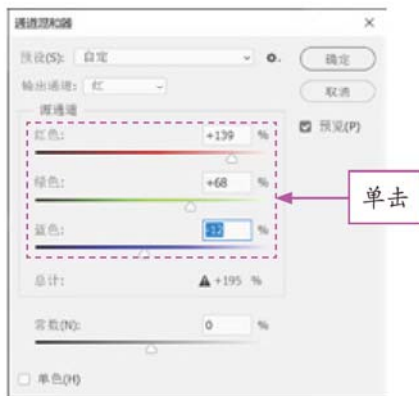 通道混和器
预设(S): 自定
确定
输出通道: 红
取消
源通道
预览(P)
红色: +139 %
绿色: +68 %
单击
蓝色: -12 %
总计: +195 %
常数(N): 0 %
单色(H)